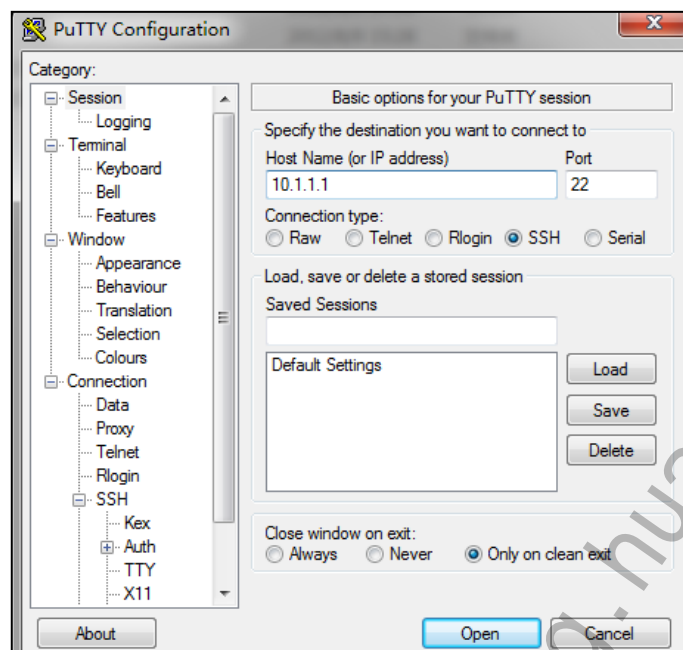 PuTTY Configuration
Category:
Session
Logging
Terminal
Keyboard
Bell
Features
Window
Appearance
Behaviour
Translation
Selection
Colours
Connection
Data
Proxy
Telnet
Rlogin
SSH
Kex
Auth
TTY
X11
Basic options for your PuTTY session
Specify the destination you want to connect to
Host Name (or IP address) Port
10.1.1.1 22
Connection type:
Raw Telnet Rlogin SSH Serial
Load, save or delete a stored session
Saved Sessions
Default Settings
Load
Save
Delete
Close window on exit:
Always Never Only on clean exit
About Open Cancel
g.hu